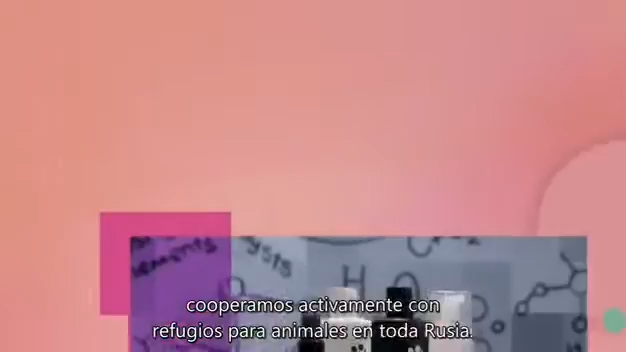 H O
cooperamos activamente con
refugios para animales en toda Rusia.